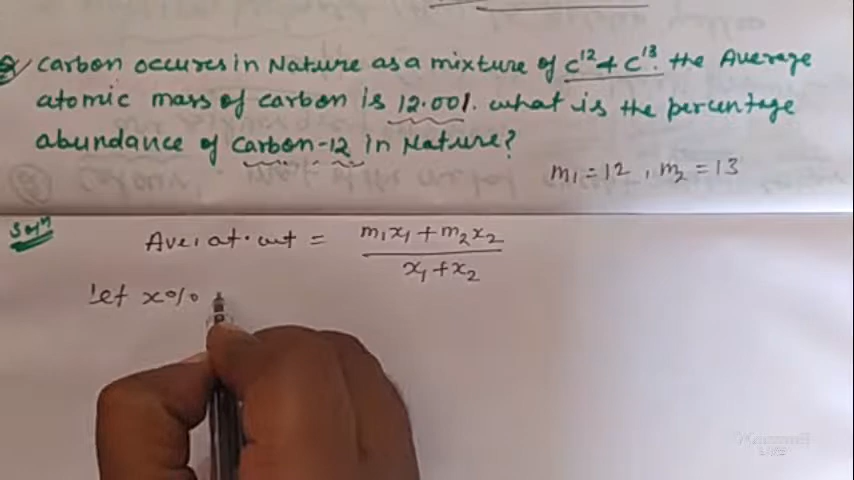 Q/ Carbon occures in Nature as a mixture of C¹² + C¹³. the Average
atomic mass of carbon is 12.001. what is the percentage
abundance of carbon-12 in Nature?
m₁=12 , m₂=13
Solⁿ
Aver at. wt = m₁x₁+m₂x₂
x₁+x₂
let x%
LIVE